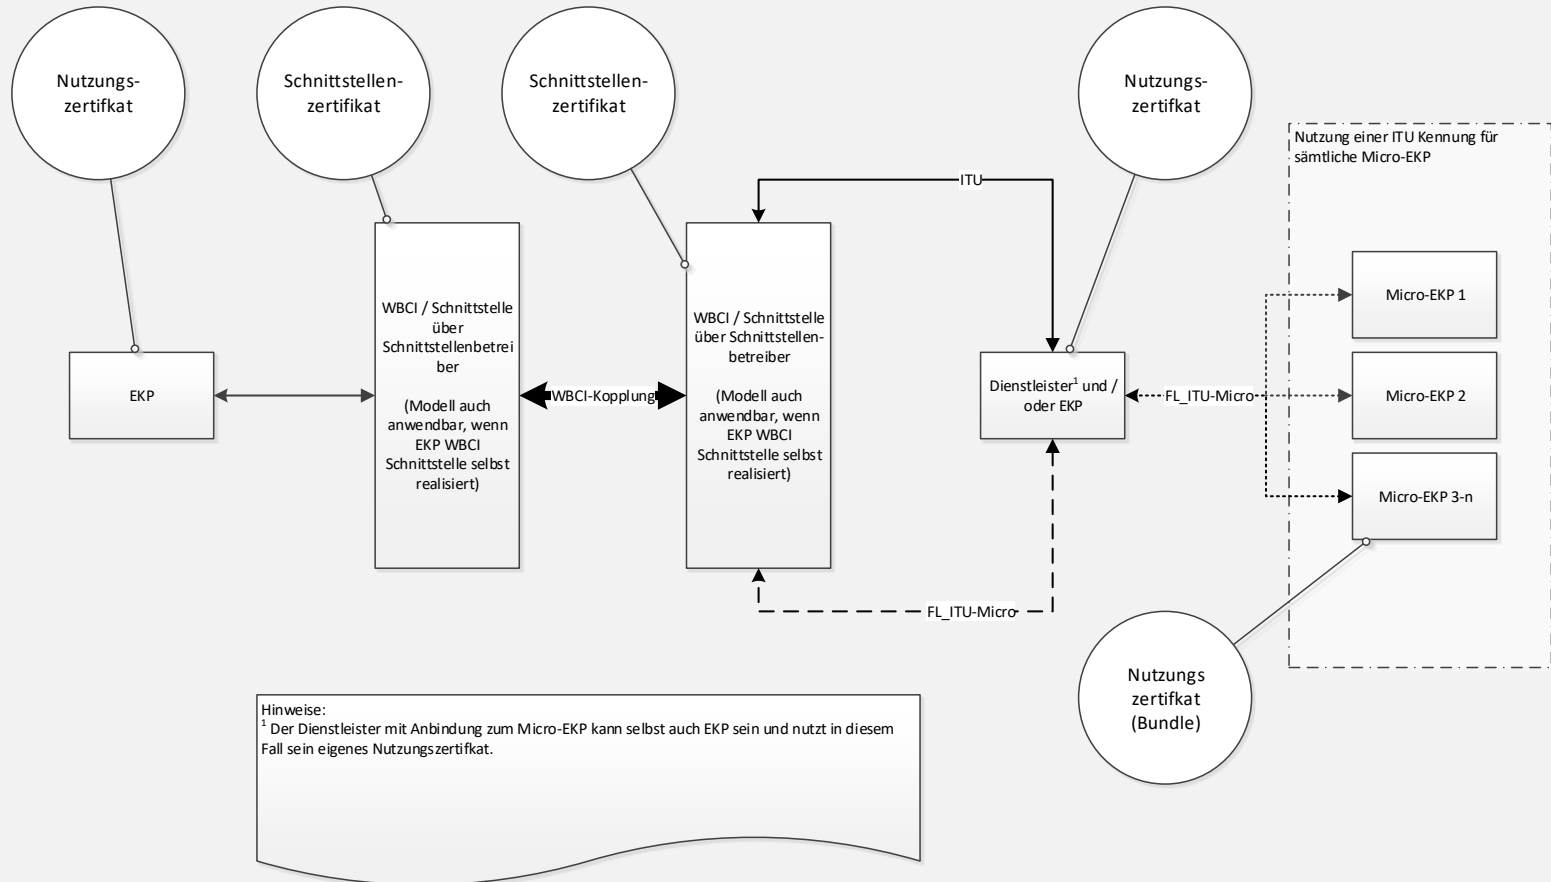 Nutzungs-
zertifkat
Schnittstellen-
zertifikat
Schnittstellen-
zertifikat
Nutzungs-
zertifkat
Nutzung einer ITU Kennung für
sämtliche Micro-EKP
ITU
WBCI / Schnittstelle
über
Schnittstellenbetrei
ber
(Modell auch
anwendbar, wenn
EKP WBCI
Schnittstelle selbst
realisiert)
WBCI / Schnittstelle
über Schnittstellen-
betreiber
(Modell auch
anwendbar, wenn
EKP WBCI
Schnittstelle selbst
realisiert)
EKP
WBCI-Kopplung
Dienstleister¹ und /
oder EKP
FL_ITU-Micro
Micro-EKP 1
Micro-EKP 2
Micro-EKP 3-n
FL_ITU-Micro
Nutzungs
zertifkat
(Bundle)
Hinweise:
¹ Der Dienstleister mit Anbindung zum Micro-EKP kann selbst auch EKP sein und nutzt in diesem
Fall sein eigenes Nutzungszertifkat.